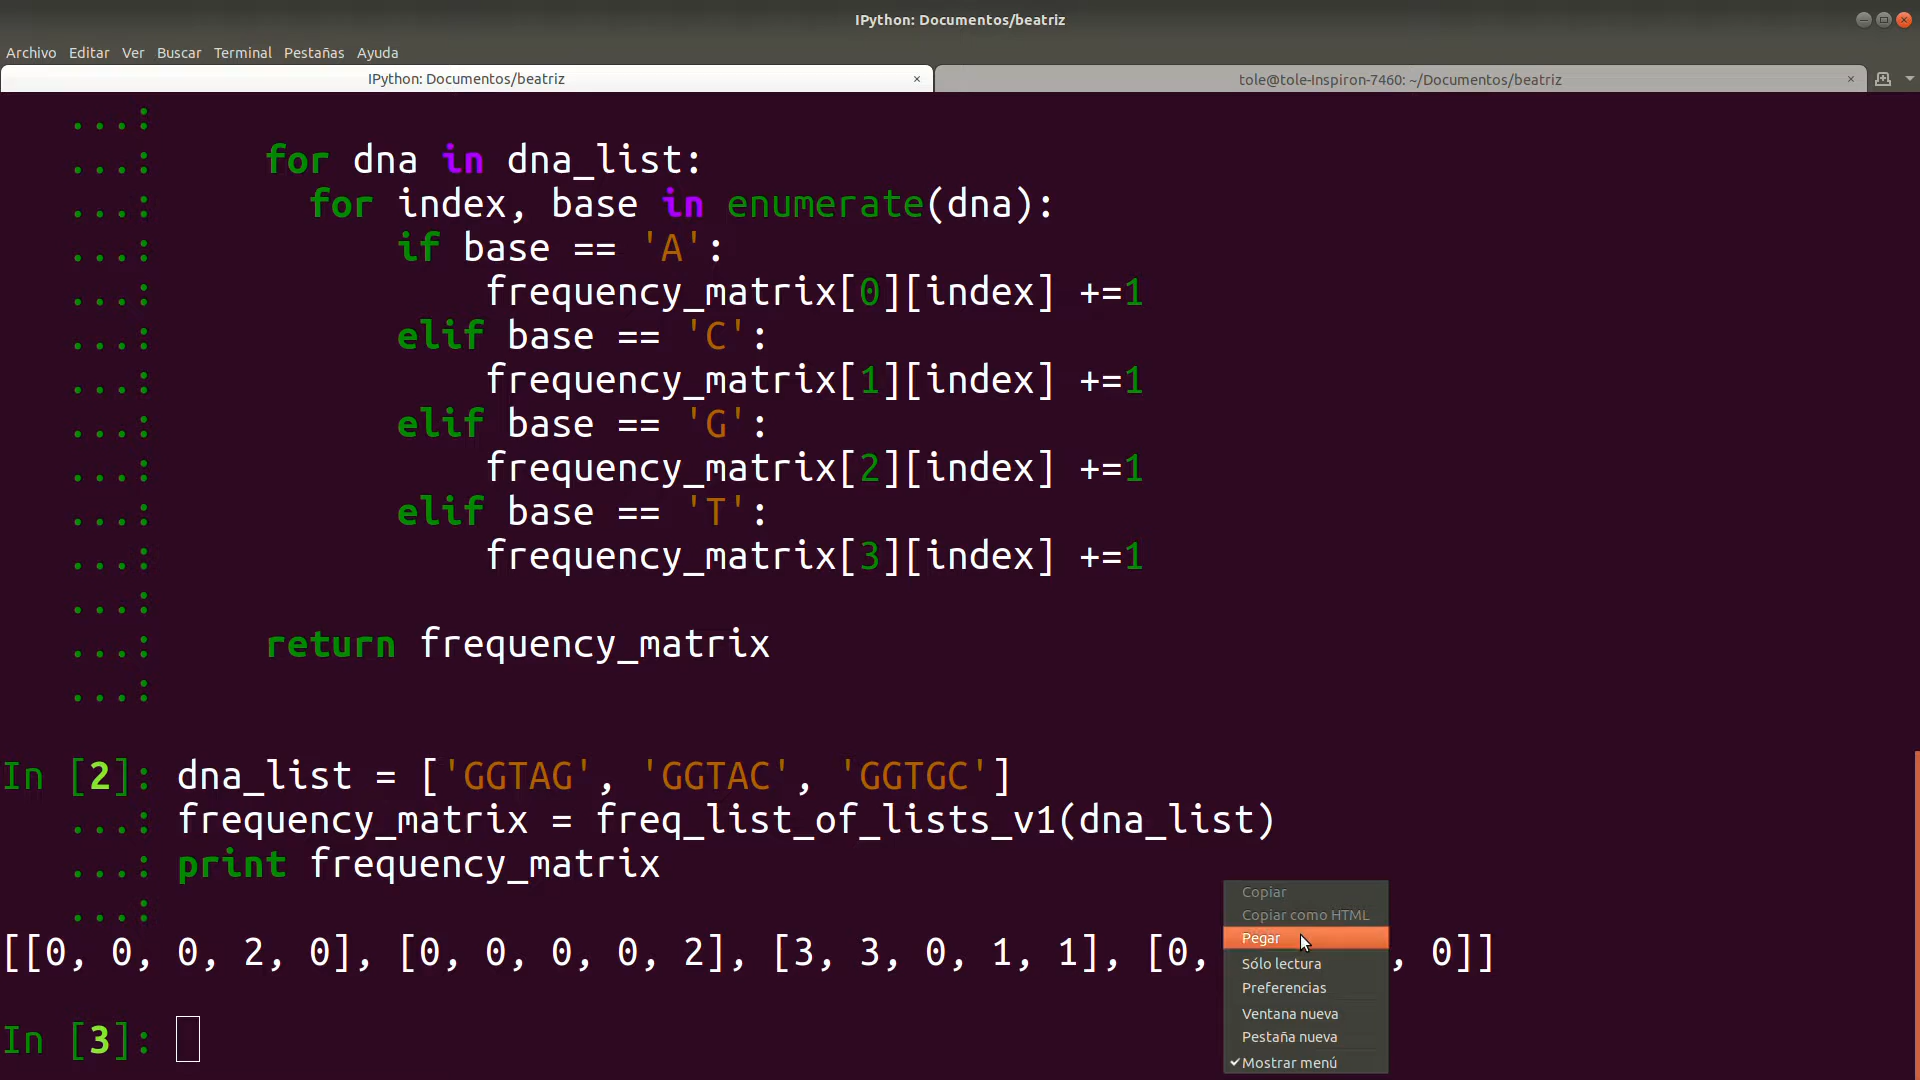 IPython: Documentos/beatriz
Archivo Editar Ver Buscar Terminal Pestañas Ayuda
IPython: Documentos/beatriz × tole@tole-Inspiron-7460: ~/Documentos/beatriz ×
...:
...:     for dna in dna_list:
...:       for index, base in enumerate(dna):
...:           if base == 'A':
...:               frequency_matrix[0][index] +=1
...:           elif base == 'C':
...:               frequency_matrix[1][index] +=1
...:           elif base == 'G':
...:               frequency_matrix[2][index] +=1
...:           elif base == 'T':
...:               frequency_matrix[3][index] +=1
...:
...:     return frequency_matrix
...:
In [2]: dna_list = ['GGTAG', 'GGTAC', 'GGTGC']
...: frequency_matrix = freq_list_of_lists_v1(dna_list)
...: print frequency_matrix
...:
[[0, 0, 0, 2, 0], [0, 0, 0, 0, 2], [3, 3, 0, 1, 1], [0, , 0]]
In [3]:
Copiar
Copiar como HTML
Pegar
Sólo lectura
Preferencias
Ventana nueva
Pestaña nueva
✔Mostrar menú